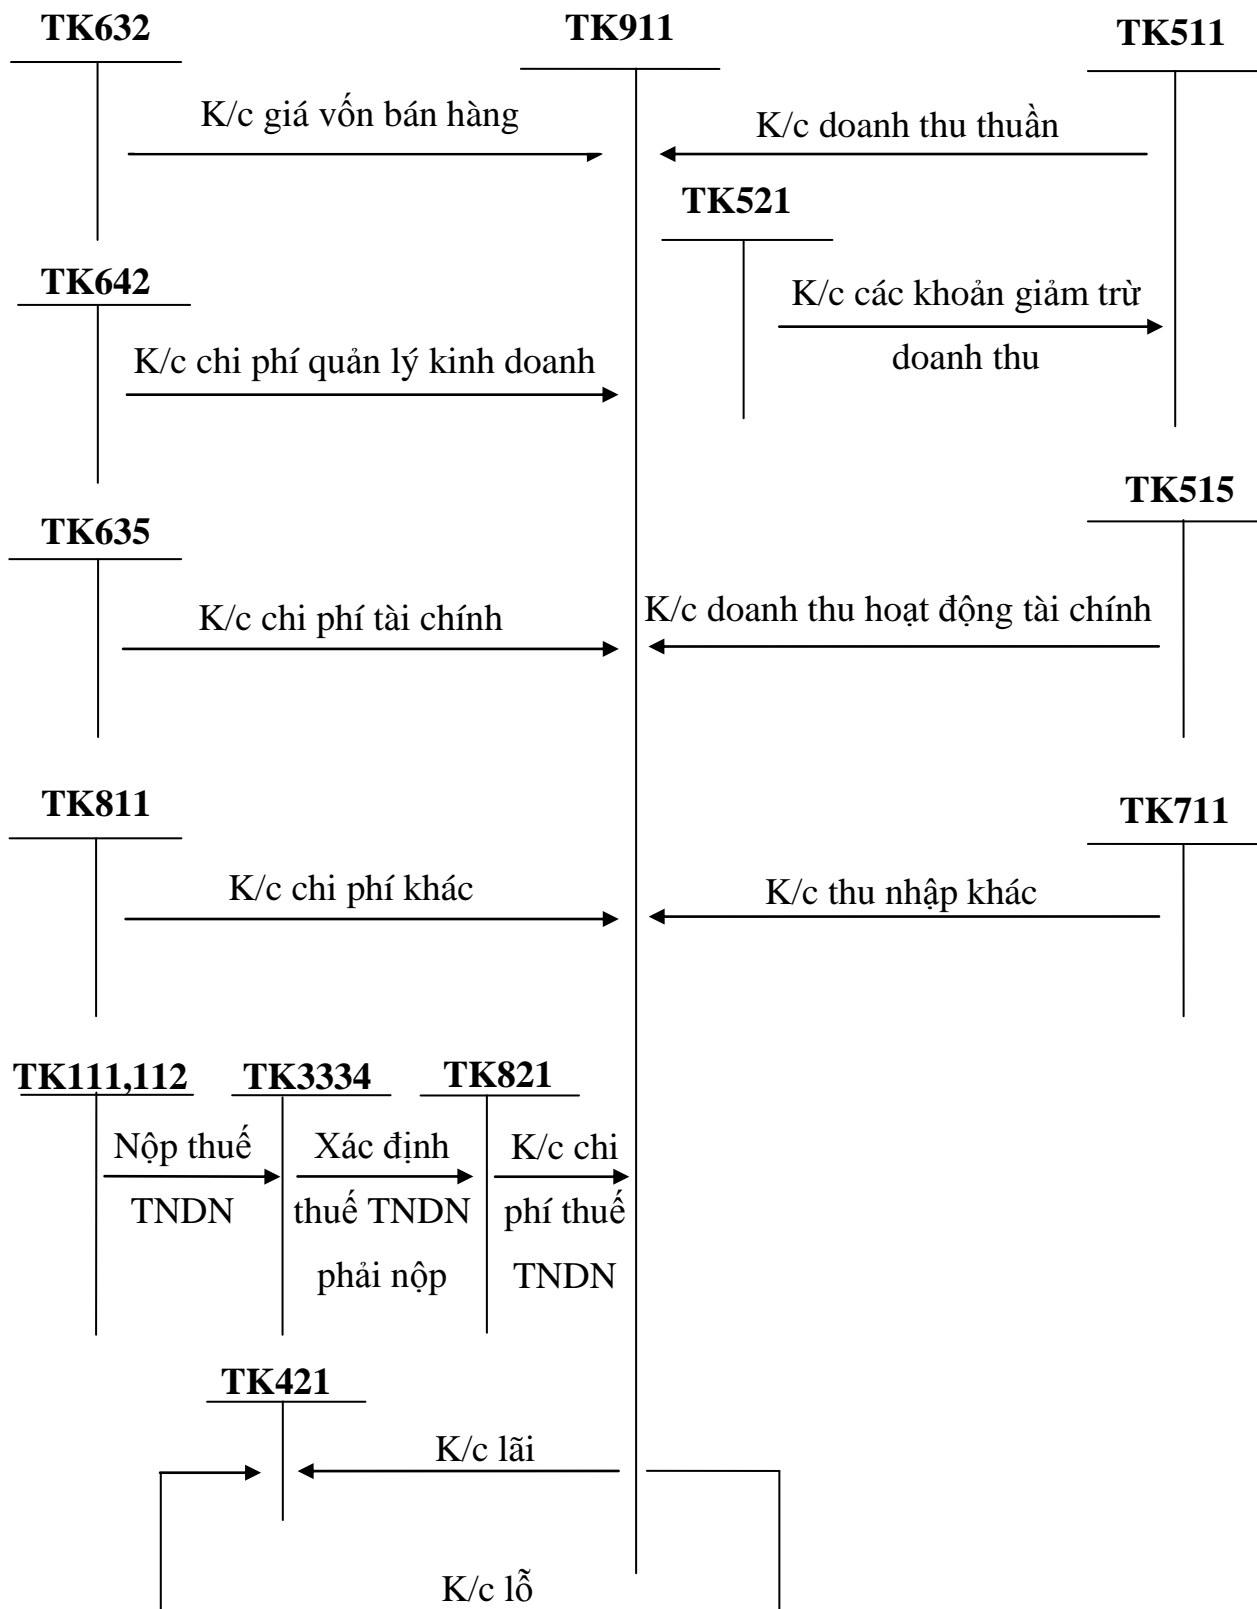 TK632
TK911
TK511
K/c giá vốn bán hàng
K/c doanh thu thuần
TK521
TK642
K/c các khoản giảm trừ
doanh thu
K/c chi phí quản lý kinh doanh
TK515
TK635
K/c chi phí tài chính
K/c doanh thu hoạt động tài chính
TK811
TK711
K/c chi phí khác
K/c thu nhập khác
TK111,112
TK3334
TK821
Nộp thuế
TNDN
Xác định
thuế TNDN
phải nộp
K/c chi
phí thuế
TNDN
TK421
K/c lãi
K/c lỗ